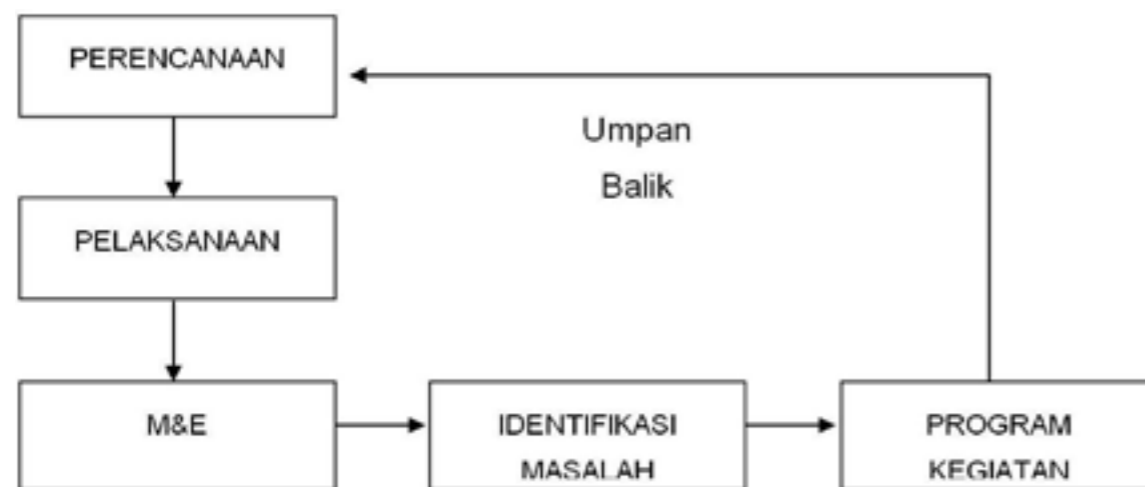 PERENCANAAN
Umpan
Balik
PELAKSANAAN
M&E
IDENTIFIKASI
MASALAH
PROGRAM
KEGIATAN